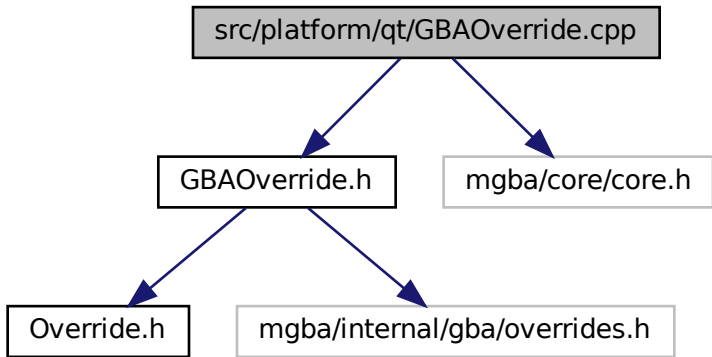 src/platform/qt/GBAOverride.cpp
GBAOverride.h
mgba/core/core.h
Override.h
mgba/internal/gba/overrides.h